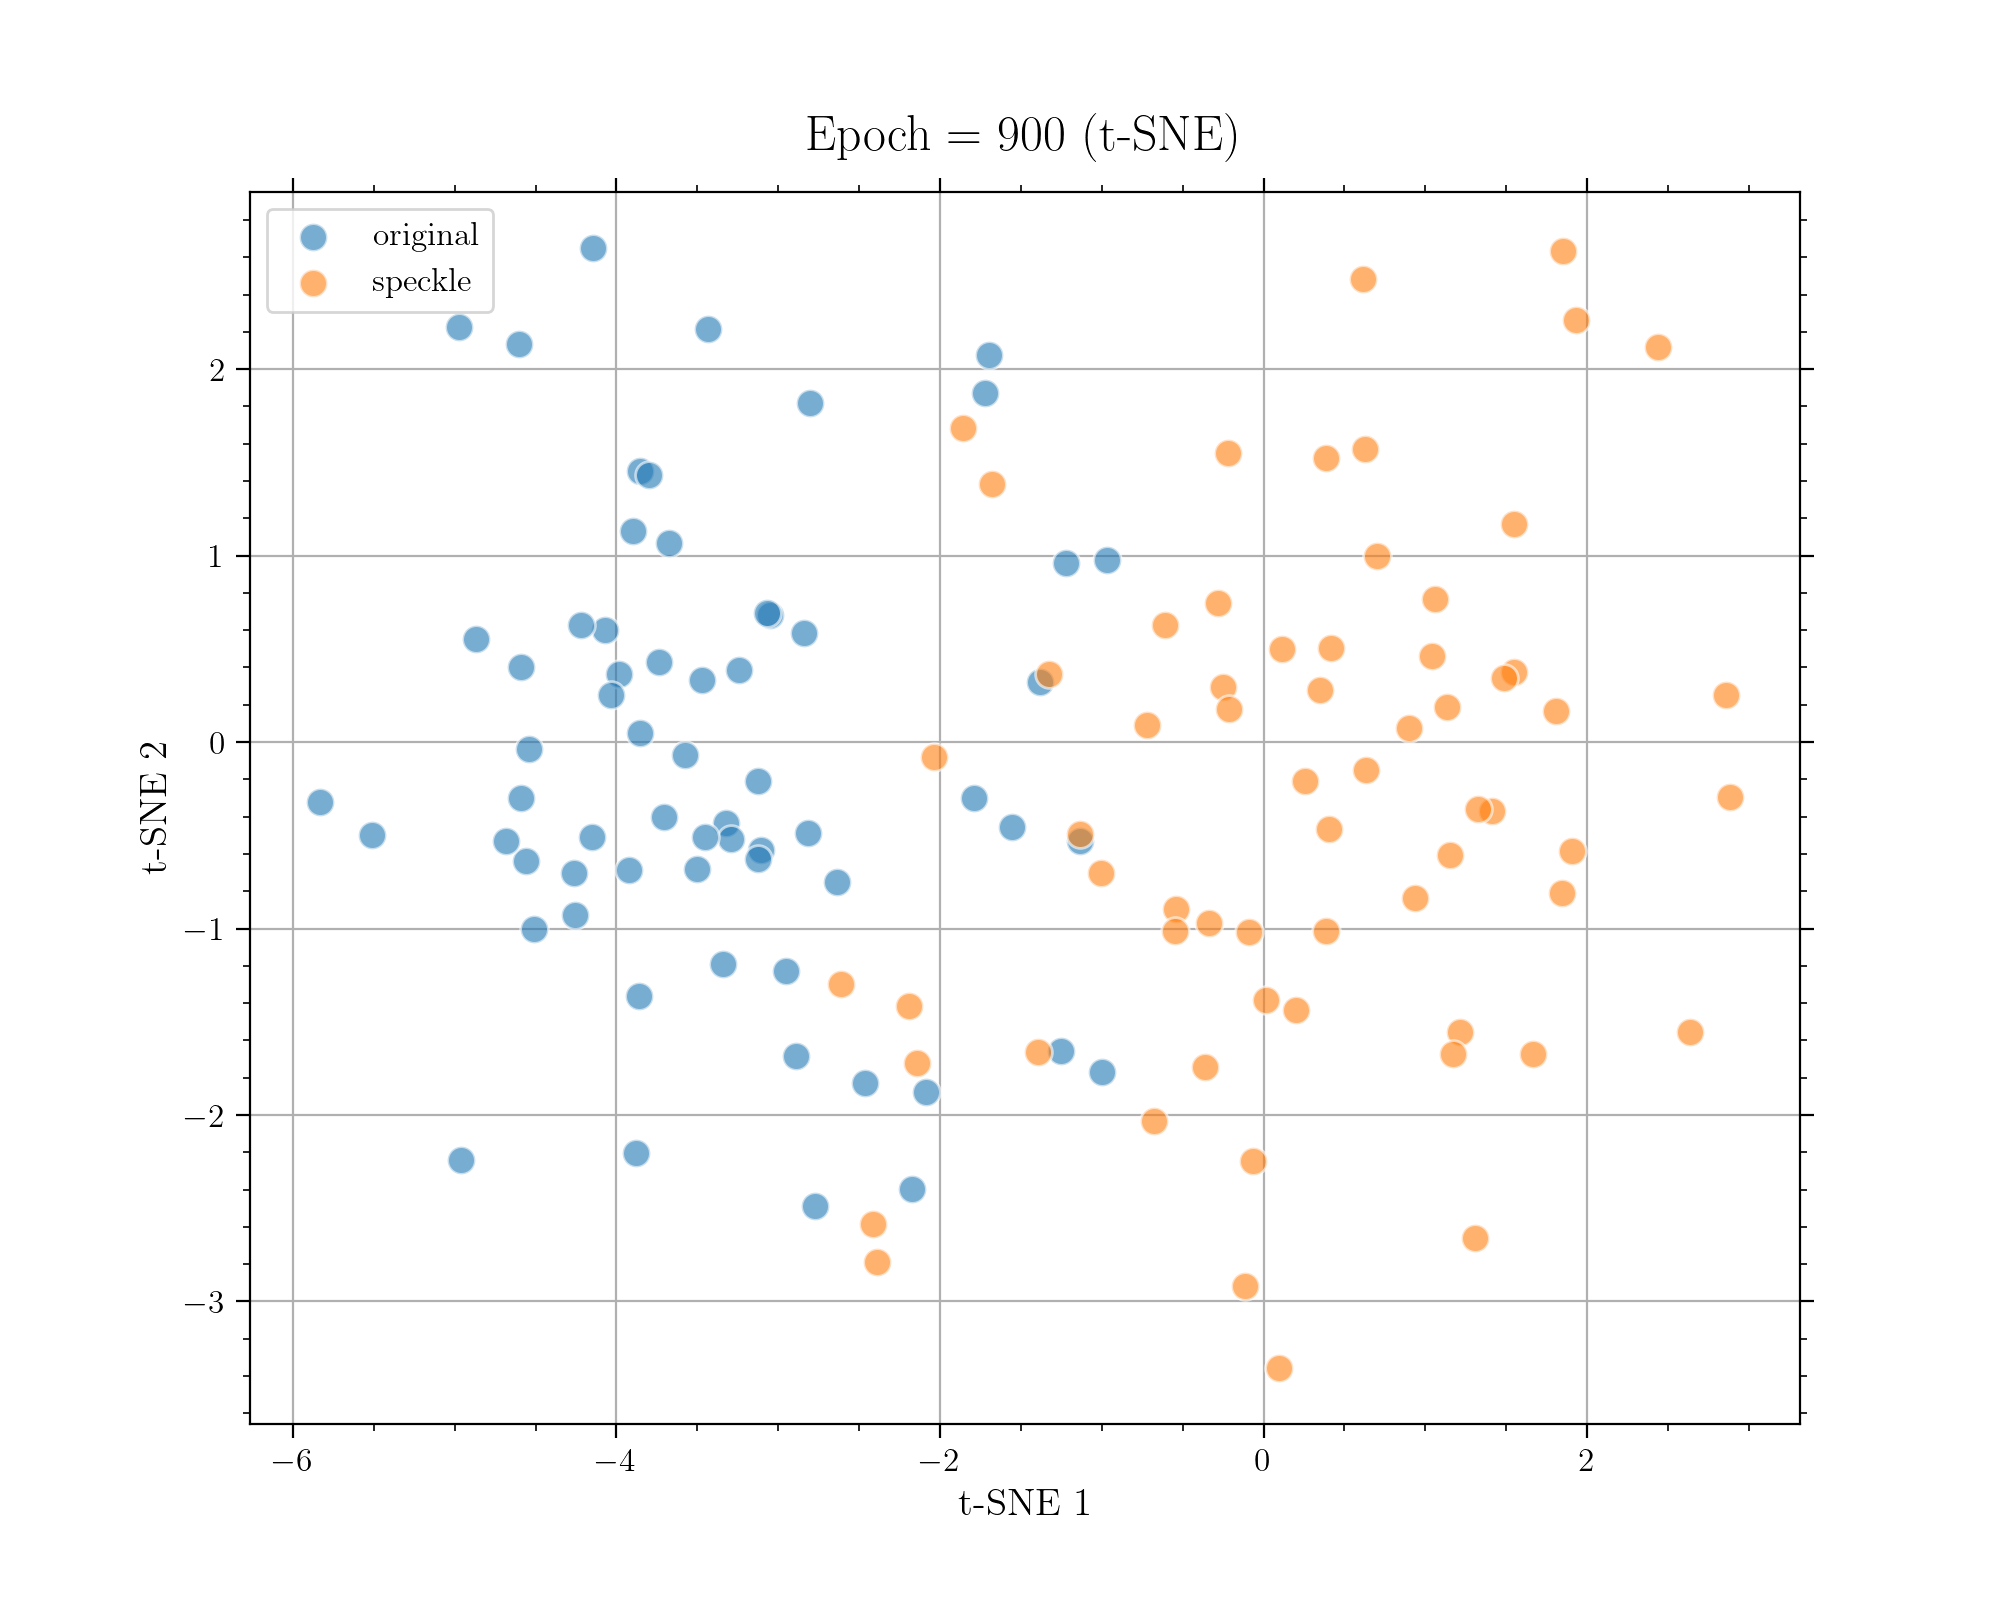 Epoch = 900 (t-SNE)
original
speckle
2
1
0
−1
−2
−3
t-SNE 2
−6
−4
−2
0
2
t-SNE 1